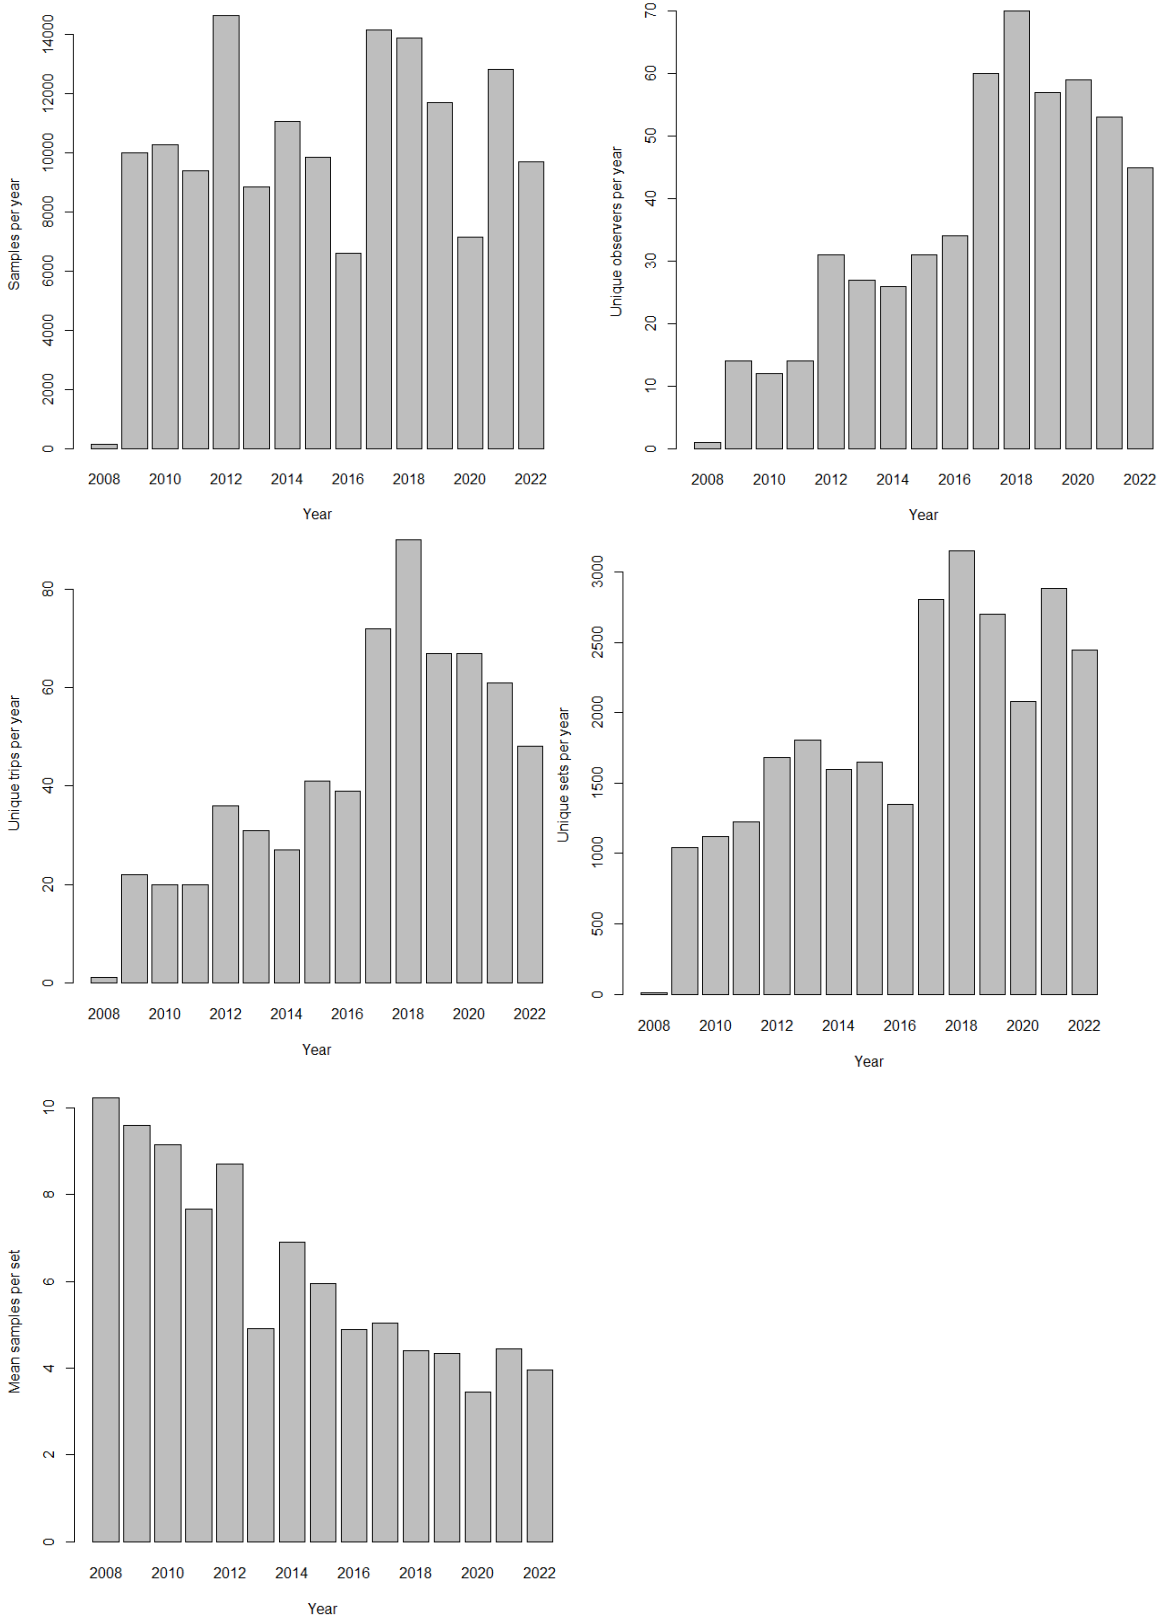 Samples per year
14000
12000
10000
8000
6000
4000
2000
0
2008 2010 2012 2014 2016 2018 2020 2022
Year
Unique observers per year
70
60
50
40
30
20
10
0
2008 2010 2012 2014 2016 2018 2020 2022
Year
Unique trips per year
80
60
40
20
0
2008 2010 2012 2014 2016 2018 2020 2022
Year
Unique sets per year
3000
2500
2000
1500
1000
500
0
2008 2010 2012 2014 2016 2018 2020 2022
Year
Mean samples per set
10
8
6
4
2
0
2008 2010 2012 2014 2016 2018 2020 2022
Year